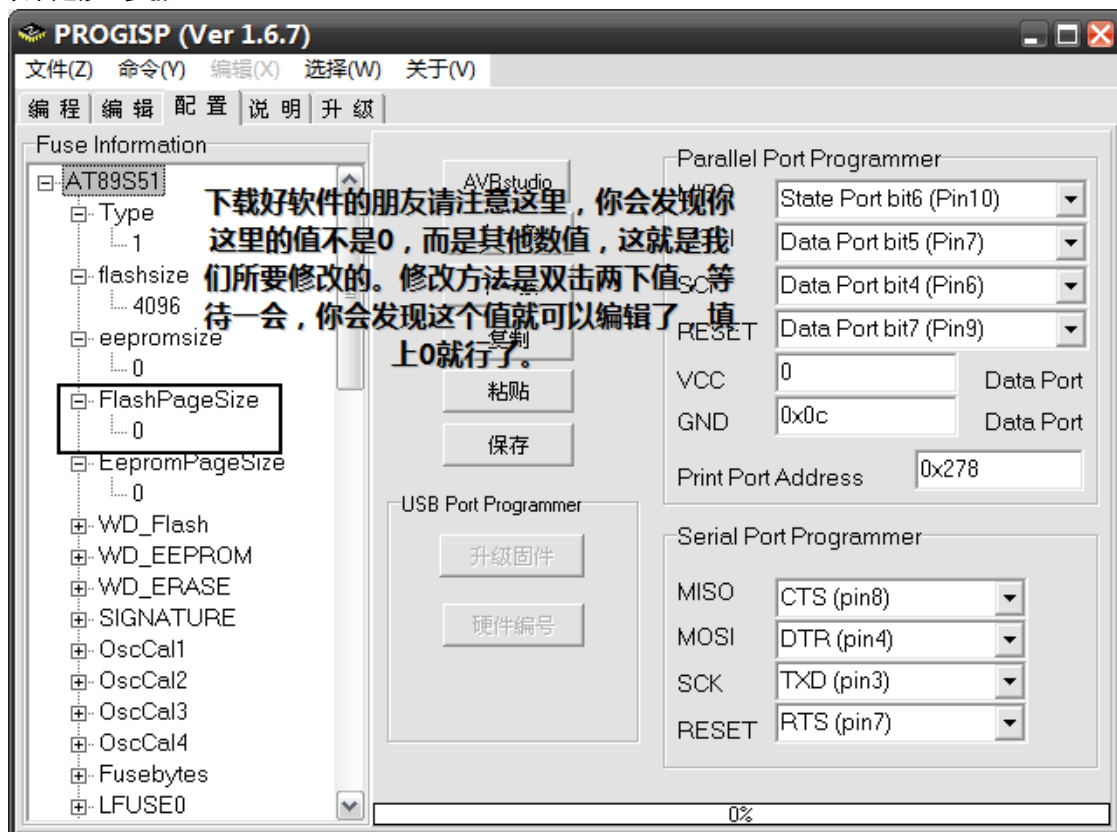 PROGISP (Ver 1.6.7)
文件(Z) 命令(Y) 编辑(X) 选择(W) 关于(V)
编 程 编 辑 配 置 说 明 升 级
Fuse Information
AT89S51
Type
1
flashsize
4096
eepromsize
0
FlashPageSize
0
EepromPageSize
0
WD_Flash
WD_EEPROM
WD_ERASE
SIGNATURE
OscCal1
OscCal2
OscCal3
OscCal4
Fusebytes
LFUSE0
下载好软件的朋友请注意这里,你会发现你
这里的值不是0,而是其他数值,这就是我
们所要修改的。修改方法是双击两下值,等
待一会,你会发现这个值就可以编辑了,填
上0就行了。
AVRstudio
复制
粘贴
保存
USB Port Programmer
升级固件
硬件编号
Parallel Port Programmer
State Port bit6 (Pin10)
Data Port bit5 (Pin7)
Data Port bit4 (Pin6)
RESET Data Port bit7 (Pin9)
VCC 0 Data Port
GND 0x0c Data Port
Print Port Address 0x278
Serial Port Programmer
MISO CTS (pin8)
MOSI DTR (pin4)
SCK TXD (pin3)
RESET RTS (pin7)
0%